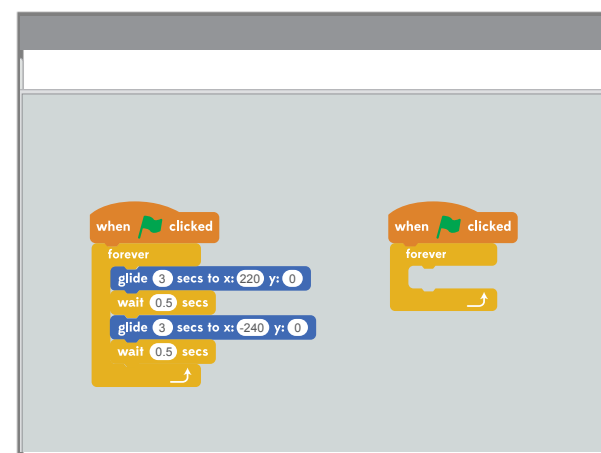 when clicked
forever
glide 3 secs to x: 220 y: 0
wait 0.5 secs
glide 3 secs to x: -240 y: 0
wait 0.5 secs
when clicked
forever